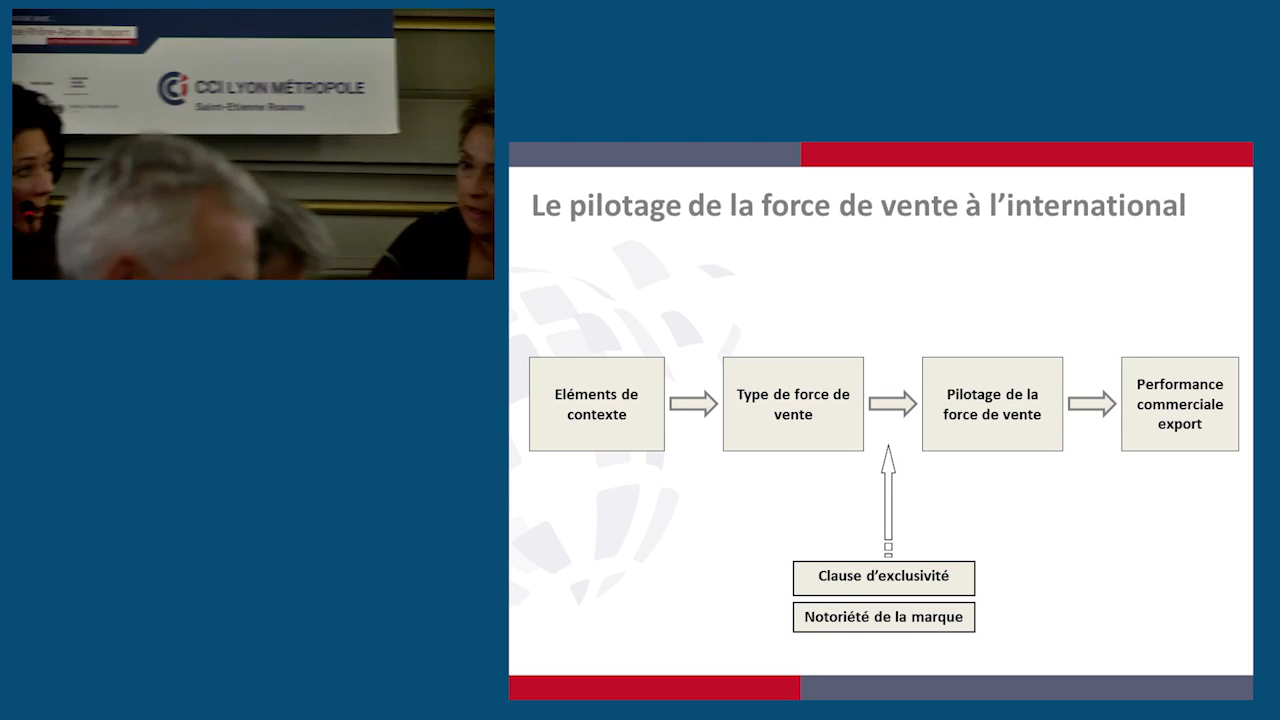 CCI LYON MÉTROPOLE
Saint-Etienne Roanne
Le pilotage de la force de vente à l’international
Eléments de
contexte
Type de force de
vente
Pilotage de la
force de vente
Performance
commerciale
export
Clause d’exclusivité
Notoriété de la marque